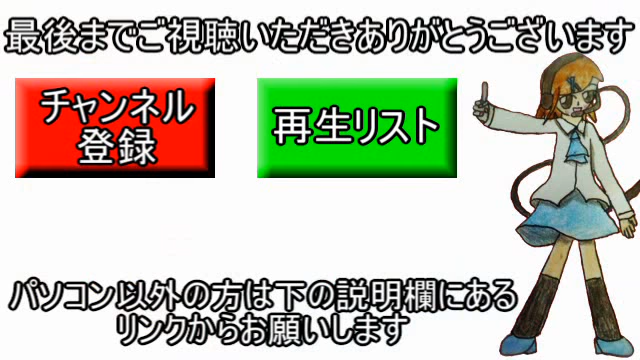 最後までご視聴いただきありがとうございます
チャンネル
登録
再生リスト
パソコン以外の方は下の説明欄にある
リンクからお願いします